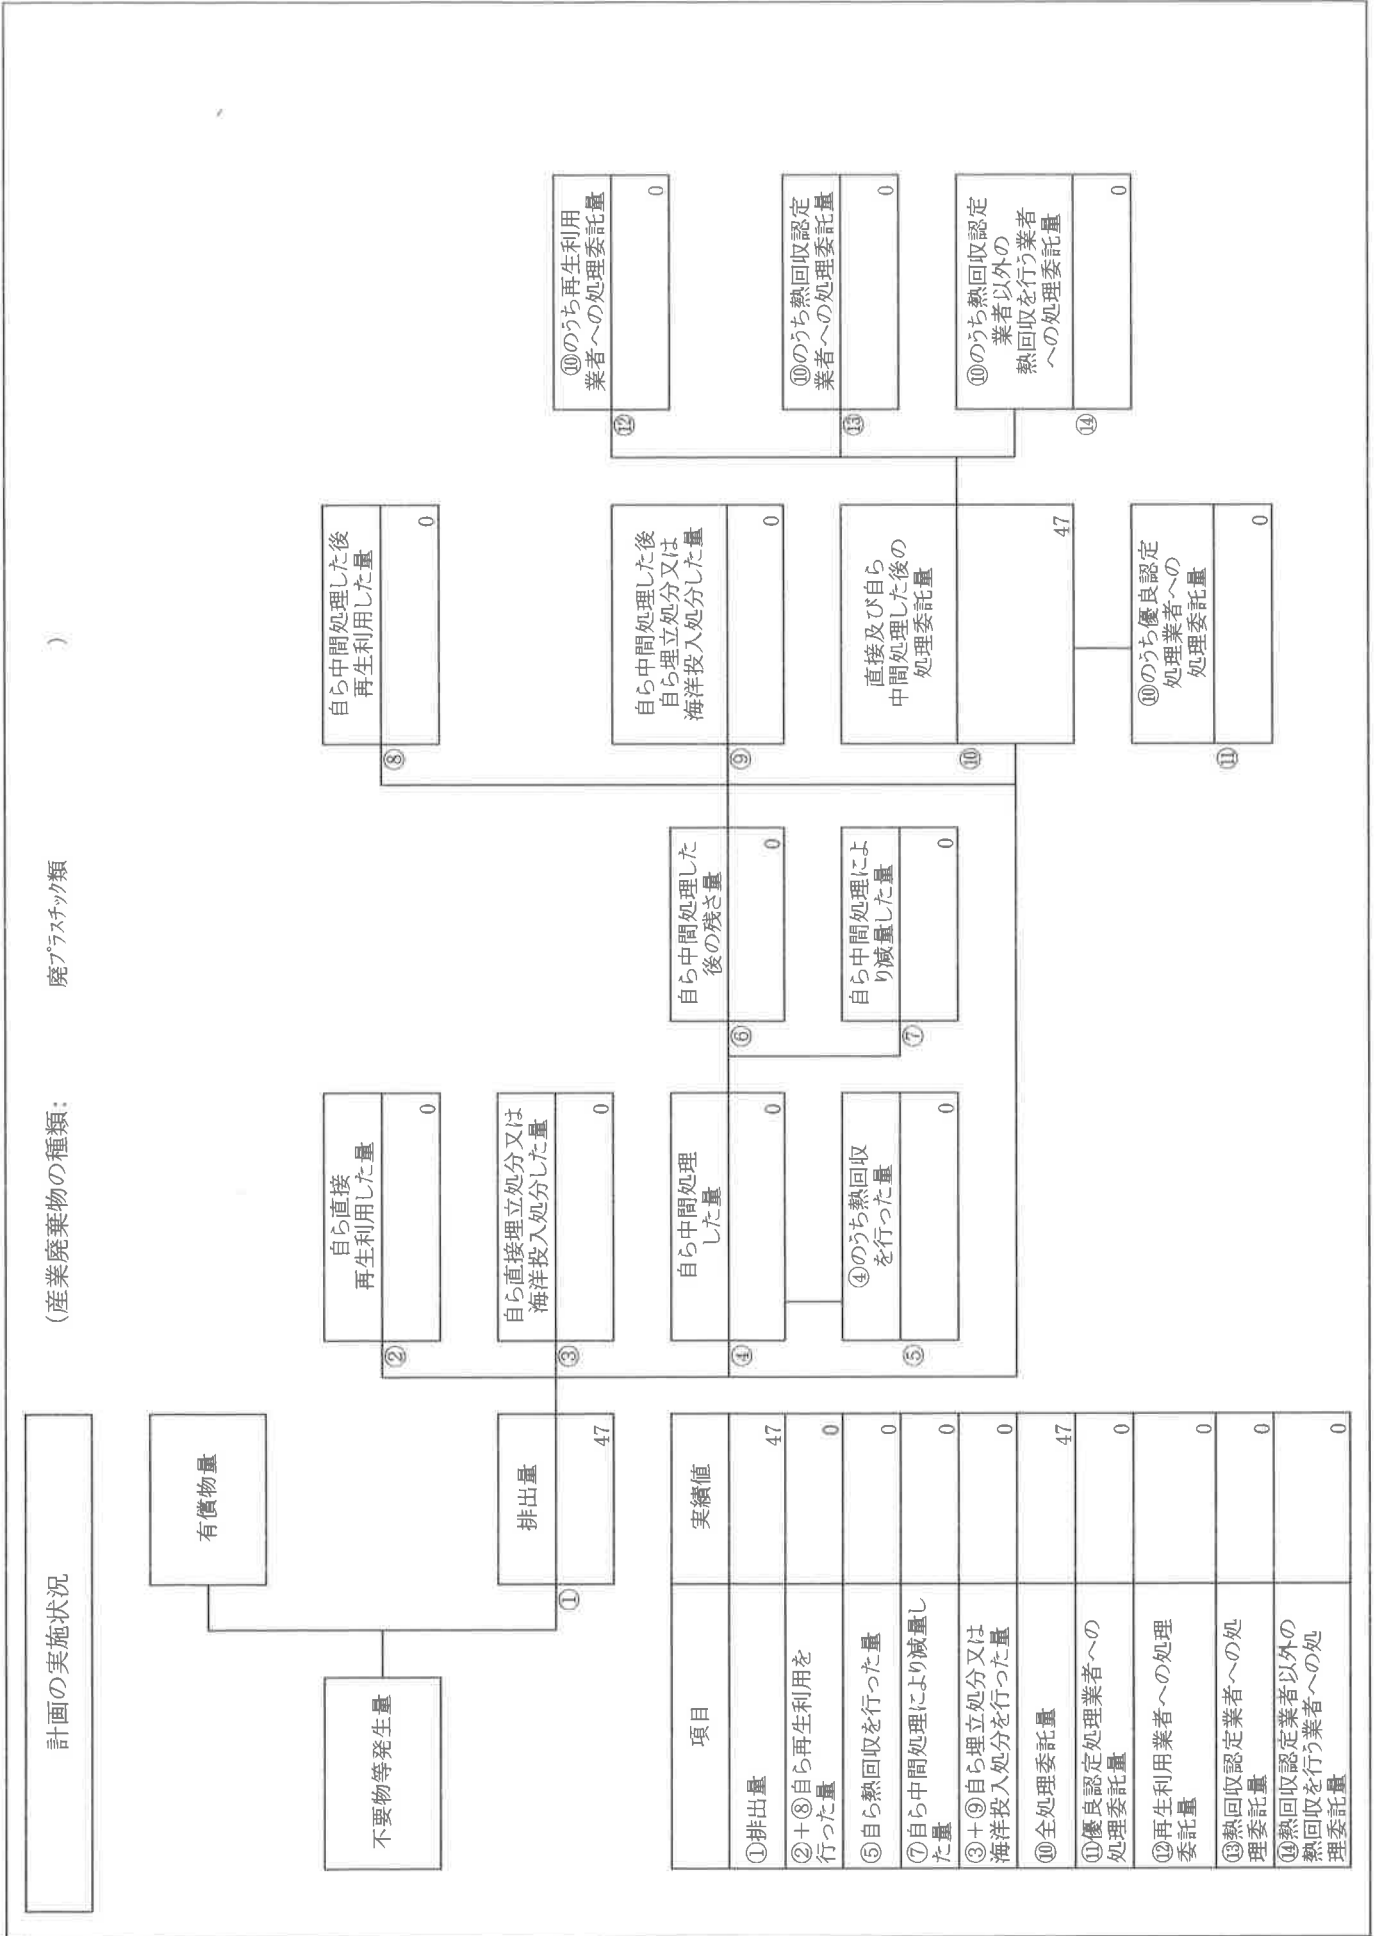 計画の実施状況
(産業廃棄物の種類: 廃プラスチック類 )
有償物量
不要物等発生量
①
排出量
47
②
自ら直接
再生利用した量
0
③
自ら直接埋立処分又は
海洋投入処分した量
0
④
自ら中間処理
した量
0
⑤
④のうち熱回収
を行った量
0
⑥
自ら中間処理した
後の残さ量
0
⑦
自ら中間処理によ
り減量した量
0
⑧
自ら中間処理した後
再生利用した量
0
⑨
自ら中間処理した後
自ら埋立処分又は
海洋投入処分した量
0
⑩
直接及び自ら
中間処理した後の
処理委託量
47
⑪
⑩のうち優良認定
処理業者への
処理委託量
0
⑫
⑩のうち再生利用
業者への処理委託量
0
⑬
⑩のうち熱回収認定
業者への処理委託量
0
⑭
⑩のうち熱回収認定
業者以外の
熱回収を行う業者
への処理委託量
0
項目 実績値
①排出量 47
②+⑧自ら再生利用を
行った量 0
⑤自ら熱回収を行った量 0
⑦自ら中間処理により減量し
た量 0
③+⑨自ら埋立処分又は
海洋投入処分を行った量 0
⑩全処理委託量 47
⑪優良認定処理業者への
処理委託量 0
⑫再生利用業者への処理
委託量 0
⑬熱回収認定業者への処
理委託量 0
⑭熱回収認定業者以外の
熱回収を行う業者への処
理委託量 0